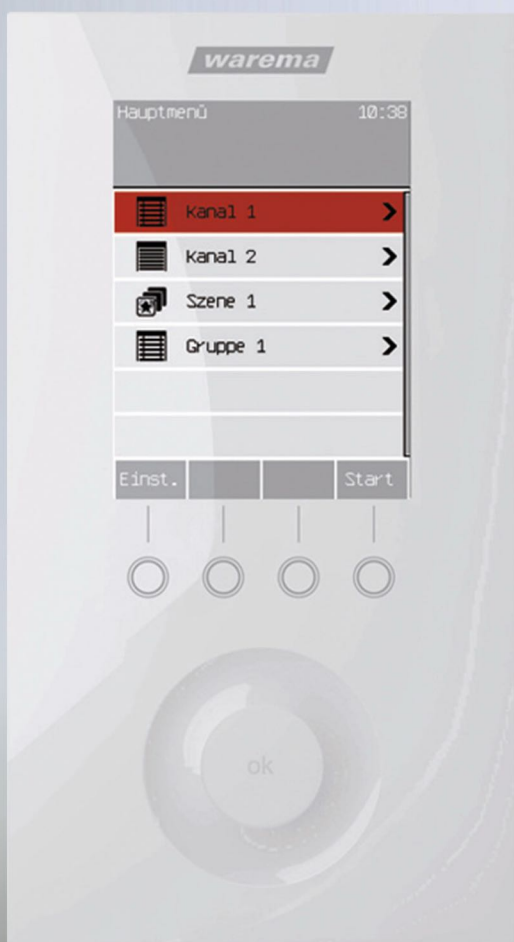 warema
Hauptmenü 10:38
Kanal 1
Kanal 2
Szene 1
Gruppe 1
Einst. Start
ok